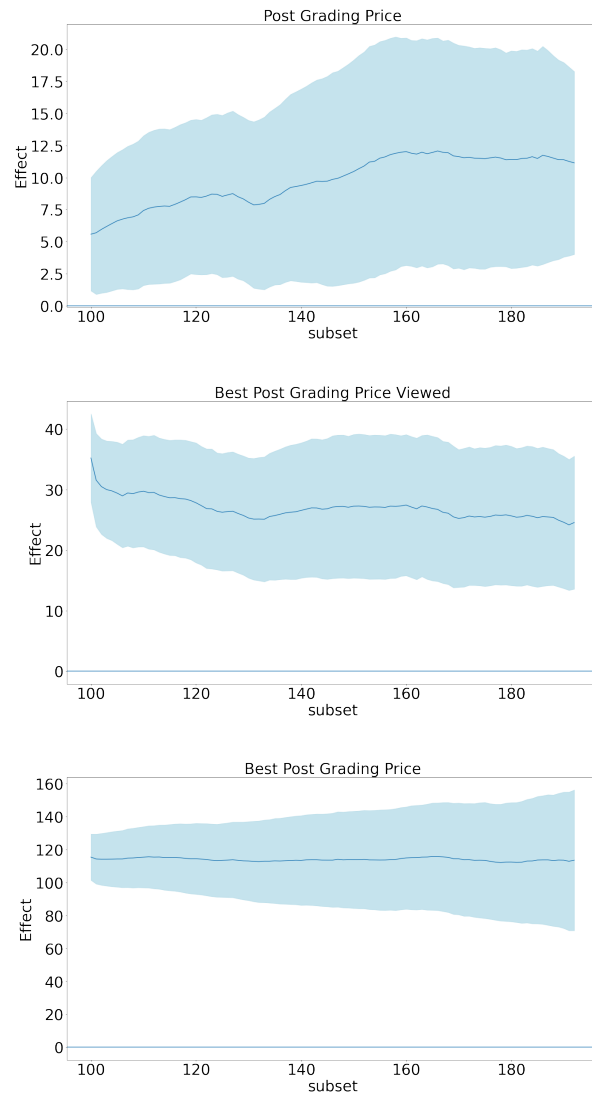 Post Grading Price
20.0
17.5
15.0
12.5
10.0
7.5
5.0
2.5
0.0
Effect
100 120 140 160 180
subset
Best Post Grading Price Viewed
40
30
20
10
0
Effect
100 120 140 160 180
subset
Best Post Grading Price
160
140
120
100
80
60
40
20
0
Effect
100 120 140 160 180
subset